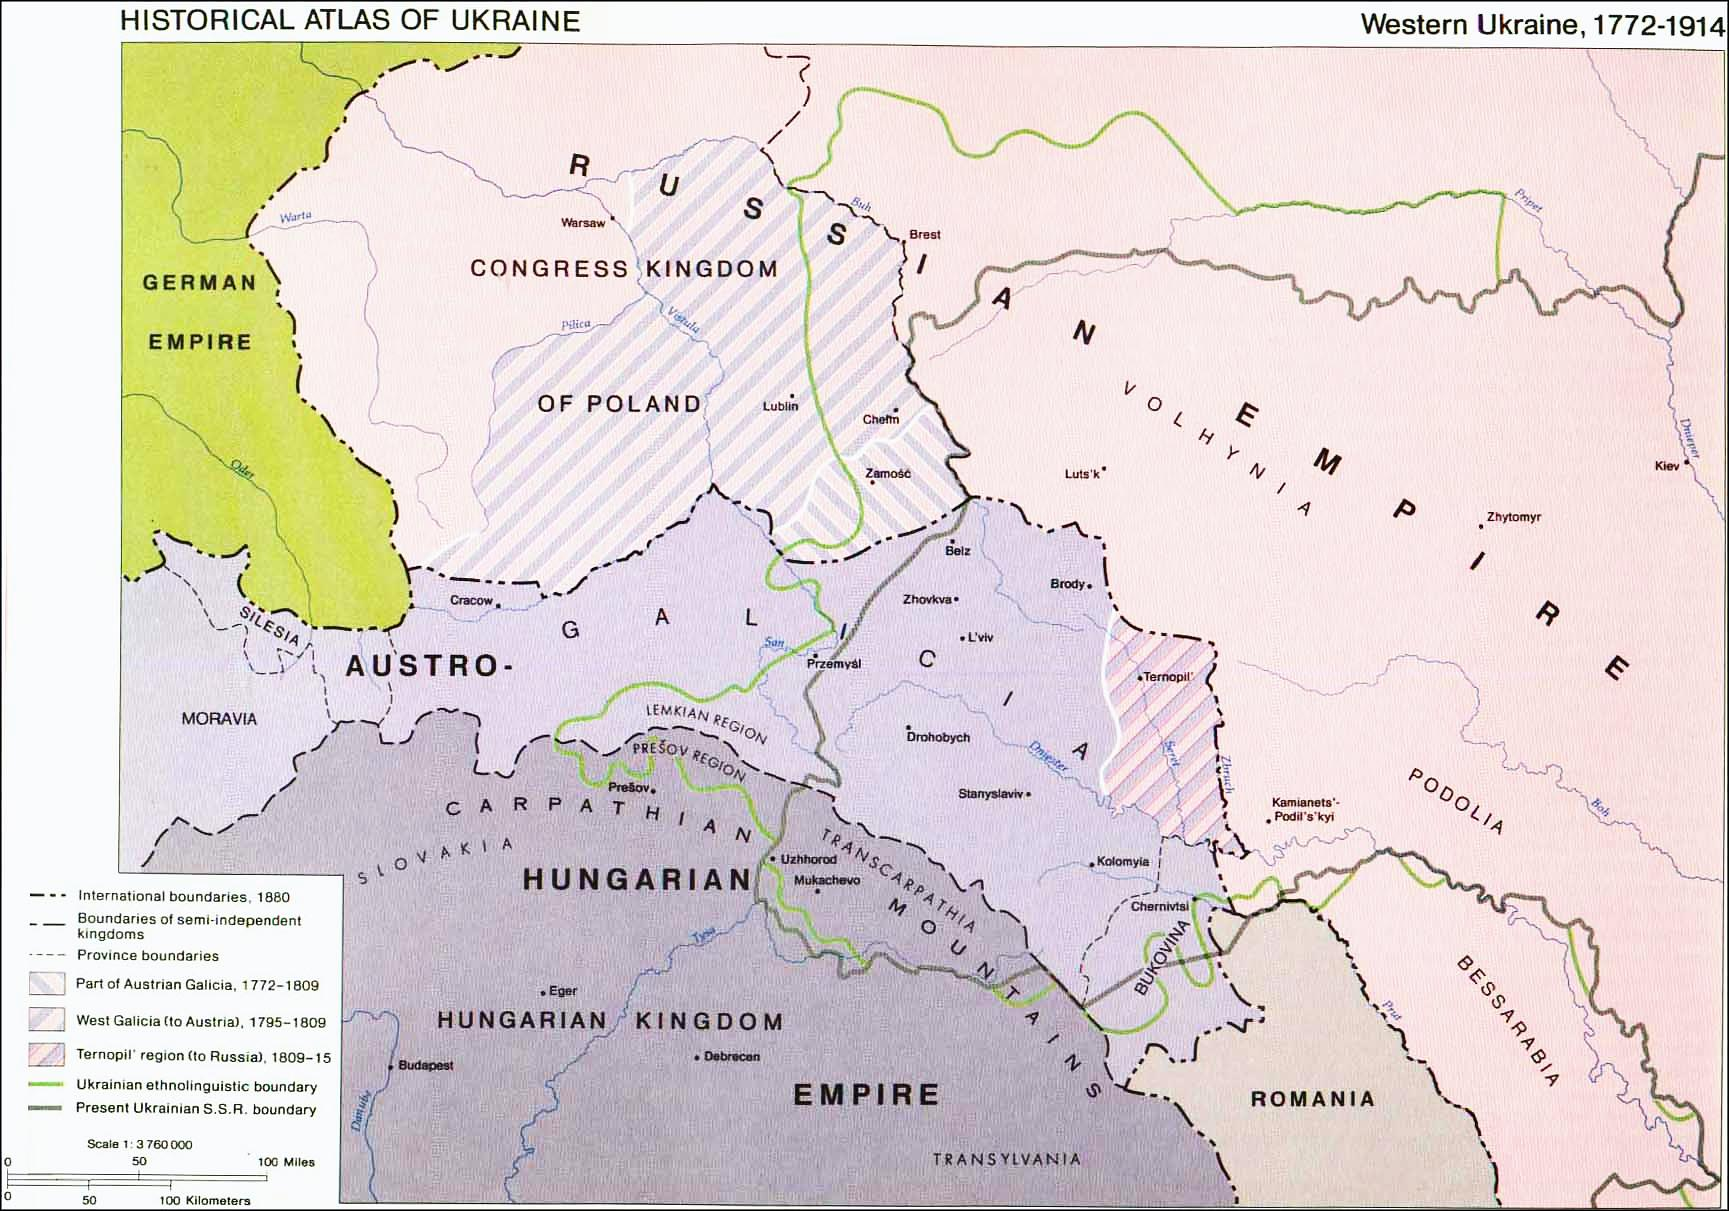 HISTORICAL ATLAS OF UKRAINE
Western Ukraine, 1772-1914
RUSSIAN EMPIRE
Buh
Pripet
Warta
Warsaw
Brest
GERMAN
EMPIRE
CONGRESS KINGDOM
OF POLAND
Pilica
Vistula
Lublin
Chełm
Zamość
VOLHYNIA
Luts'k
Dnieper
Kiev
Zhytomyr
Oder
Belz
Brody
Cracow
Zhovkva
SILESIA
GALICIA
L'viv
San
AUSTRO-
Przemyśl
Ternopil'
MORAVIA
LEMKIAN REGION
PREŠOV REGION
Drohobych
Dniester
Seret
Zbruch
Prešov
Stanyslaviv
PODOLIA
Boh
Kamianets'-
Podil's'kyi
CARPATHIAN MOUNTAINS
SLOVAKIA
TRANSCARPATHIA
Uzhhorod
Mukachevo
Kolomyia
HUNGARIAN
Chernivtsi
BUKOVINA
Tysa
BESSARABIA
Prut
Eger
HUNGARIAN KINGDOM
Budapest
Debrecen
Danube
EMPIRE
ROMANIA
TRANSYLVANIA
International boundaries, 1880
Boundaries of semi-independent
kingdoms
Province boundaries
Part of Austrian Galicia, 1772-1809
West Galicia (to Austria), 1795-1809
Ternopil' region (to Russia), 1809-15
Ukrainian ethnolinguistic boundary
Present Ukrainian S.S.R. boundary
Scale 1: 3 760 000
0 50 100 Miles
0 50 100 Kilometers